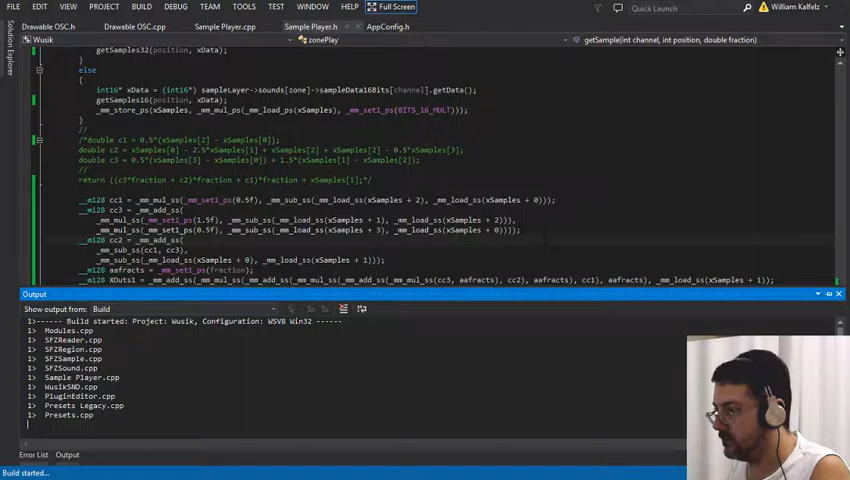 FILE EDIT VIEW PROJECT BUILD DEBUG TEAM TOOLS TEST WINDOW HELP Full Screen Quick Launch William Kalfelz
Drawable OSC.h Drawable OSC.cpp Sample Player.cpp Sample Player.h AppConfig.h
Solution Explorer
Wusik zonePlay getSample(int channel, int position, double fraction)
getSamples32(position, xData);
}
else
{
int16* xData = (int16*) sampleLayer->sounds[zone]->sampleData16Bits[channel].getData();
getSamples16(position, xData);
_mm_store_ps(xSamples, _mm_mul_ps(_mm_load_ps(xSamples), _mm_set1_ps(BITS_16_MULT)));
}
//
/*double c1 = 0.5*(xSamples[2] - xSamples[0]);
double c2 = xSamples[0] - 2.5*xSamples[1] + xSamples[2] + xSamples[2] - 0.5*xSamples[3];
double c3 = 0.5*(xSamples[3] - xSamples[0]) + 1.5*(xSamples[1] - xSamples[2]);
//
return ((c3*fraction + c2)*fraction + c1)*fraction + xSamples[1];*/
__m128 cc1 = _mm_mul_ss(_mm_set1_ps(0.5f), _mm_sub_ss(_mm_load_ss(xSamples + 2), _mm_load_ss(xSamples + 0)));
__m128 cc3 = _mm_add_ss(
_mm_mul_ss(_mm_set1_ps(1.5f), _mm_sub_ss(_mm_load_ss(xSamples + 1), _mm_load_ss(xSamples + 2))),
_mm_mul_ss(_mm_set1_ps(0.5f), _mm_sub_ss(_mm_load_ss(xSamples + 3), _mm_load_ss(xSamples + 0))));
__m128 cc2 = _mm_add_ss(
_mm_sub_ss(cc1, cc3),
_mm_sub_ss(_mm_load_ss(xSamples + 0), _mm_load_ss(xSamples + 1)));
__m128 aafracts = _mm_set1_ps(fraction);
__m128 XOuts1 = _mm_add_ss(_mm_mul_ss(_mm_add_ss(_mm_mul_ss(_mm_add_ss(_mm_mul_ss(cc3, aafracts), cc2), aafracts), cc1), aafracts), _mm_load_ss(xSamples + 1));
Output
Show output from: Build
1>------ Build started: Project: Wusik, Configuration: WSV8 Win32 ------
1> Modules.cpp
1> SFZReader.cpp
1> SFZRegion.cpp
1> SFZSample.cpp
1> SFZSound.cpp
1> Sample Player.cpp
1> WusikSND.cpp
1> PluginEditor.cpp
1> Presets Legacy.cpp
1> Presets.cpp
Error List Output
Build started...